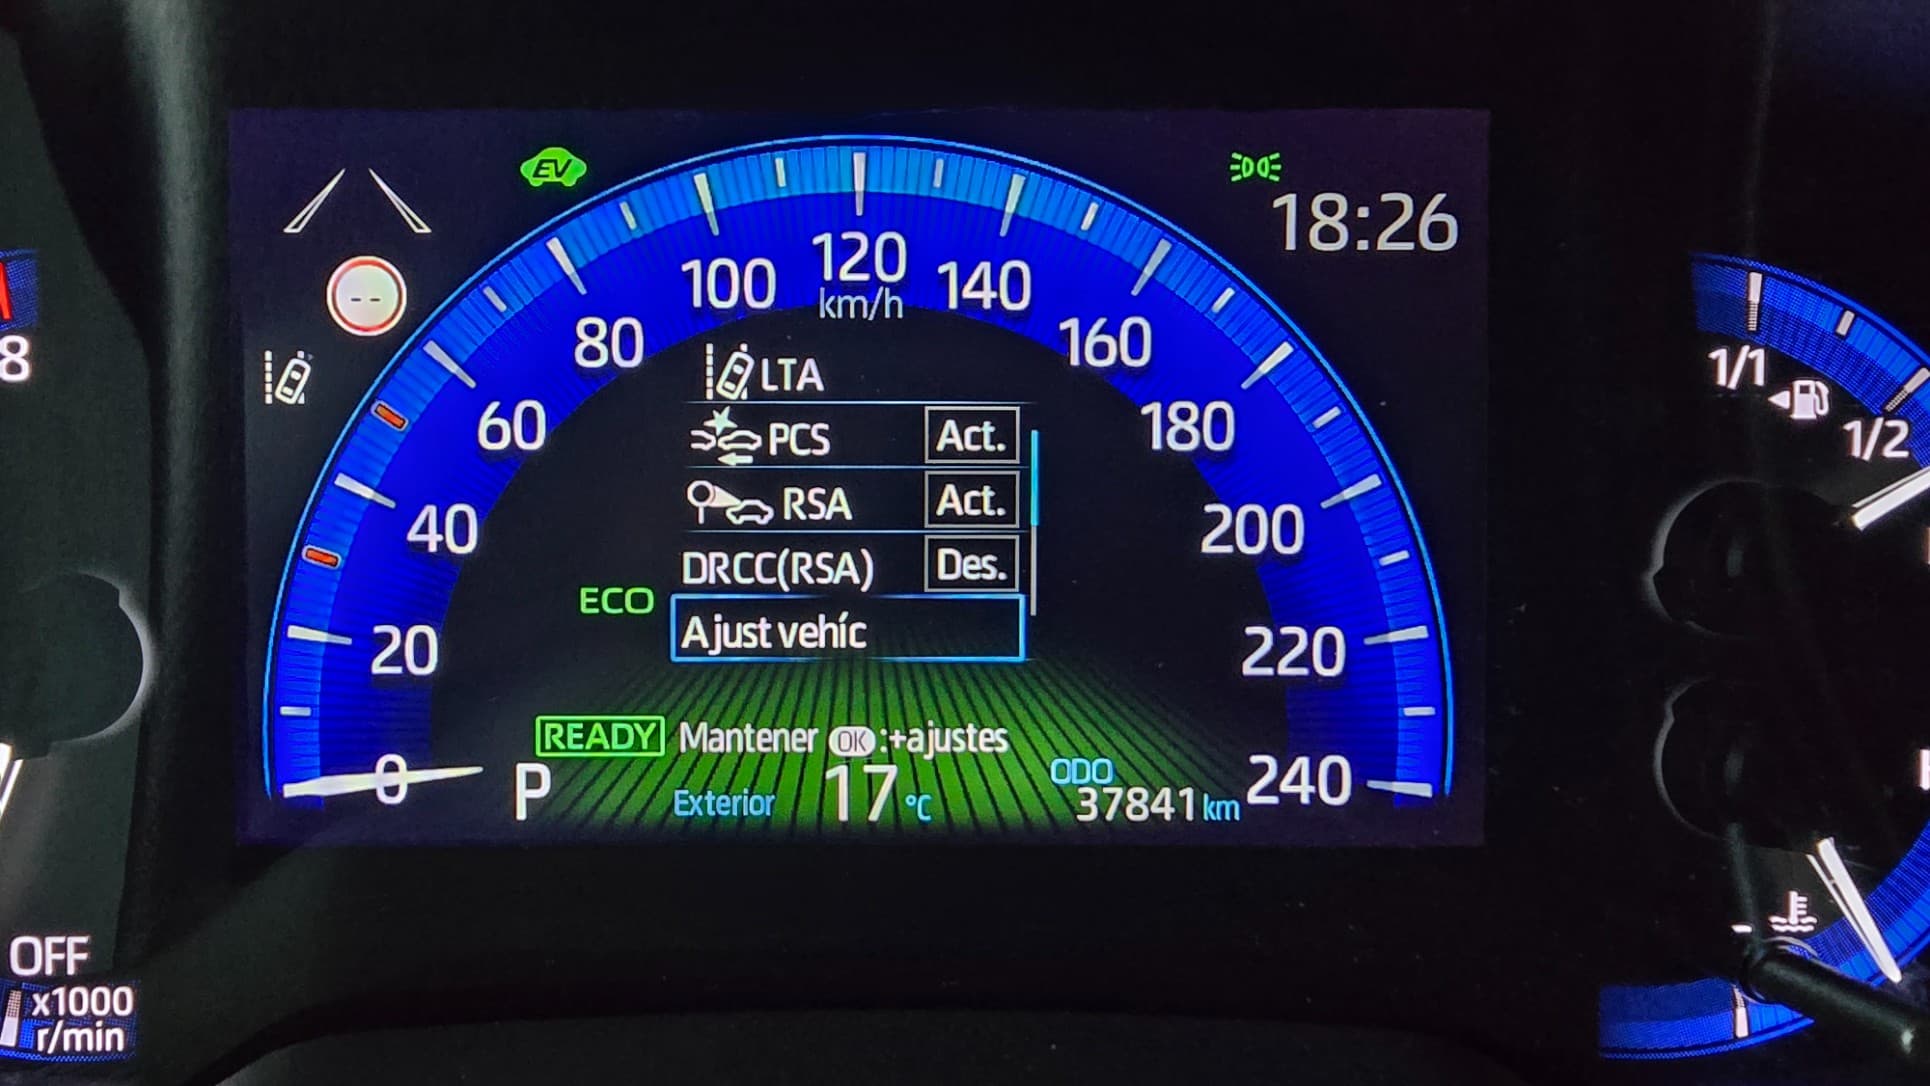 EV
18:26
--
8
120
km/h
100
140
80
160
60
180
40
200
20
220
0
240
LTA
PCS Act.
RSA Act.
DRCC(RSA) Des.
ECO
Ajust vehíc
READY Mantener OK:+ajustes
P
Exterior 17 °C
ODO
37841 km
1/1
1/2
OFF
x1000
r/min